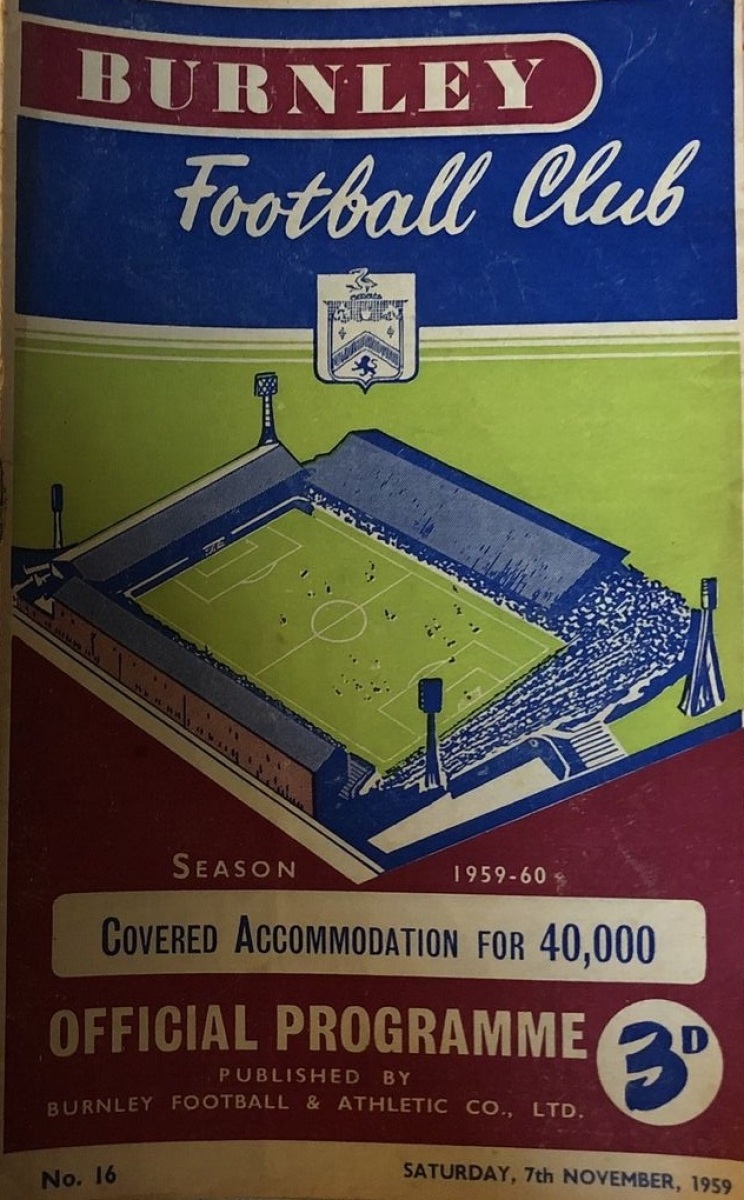 BURNLEY
Football Club
SEASON 1959-60
COVERED ACCOMMODATION FOR 40,000
OFFICIAL PROGRAMME 3D
PUBLISHED BY
BURNLEY FOOTBALL & ATHLETIC CO., LTD.
No. 16 SATURDAY, 7th NOVEMBER, 1959